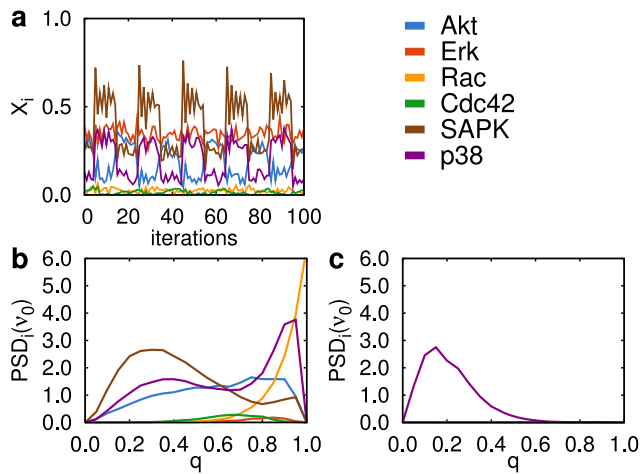 a
1.0
0.5
0.0
X_i
0 20 40 60 80 100
iterations
Akt
Erk
Rac
Cdc42
SAPK
p38
b
6.0
5.0
4.0
3.0
2.0
1.0
0.0
PSD_i(ν_0)
0.0 0.2 0.4 0.6 0.8 1.0
q
c
6.0
5.0
4.0
3.0
2.0
1.0
0.0
PSD_i(ν_0)
0.0 0.2 0.4 0.6 0.8 1.0
q